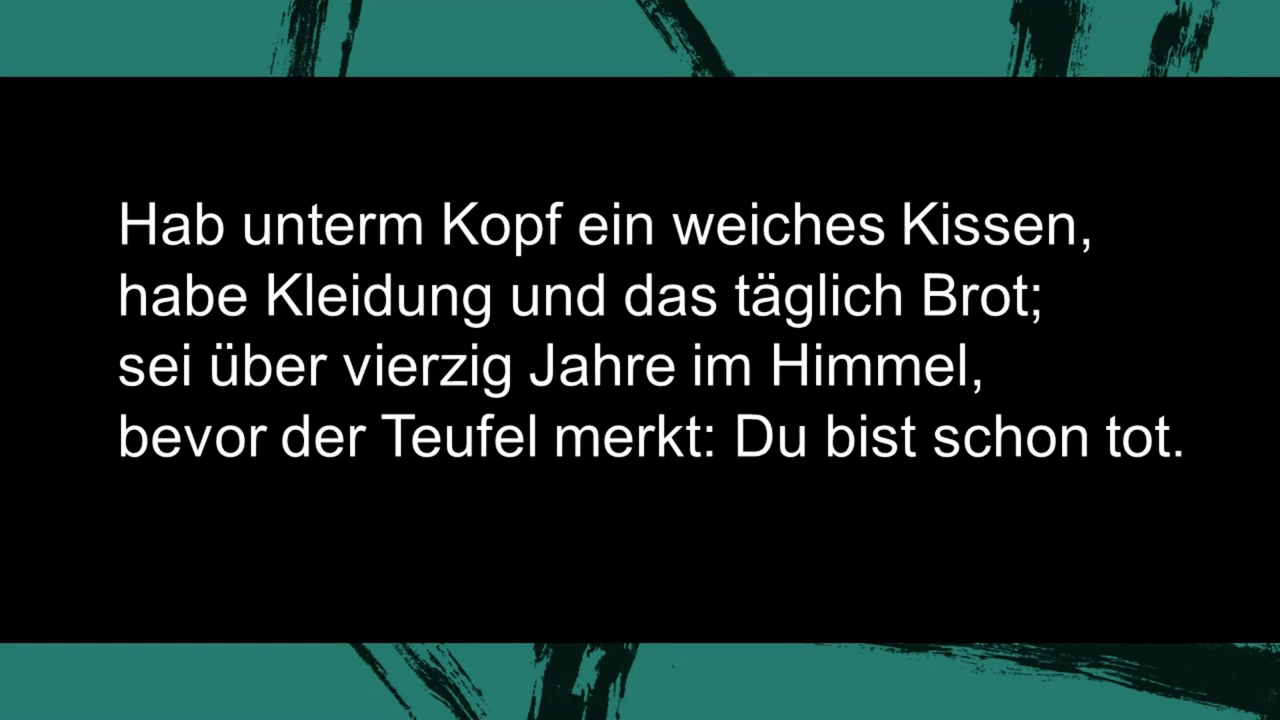 Hab unterm Kopf ein weiches Kissen,
habe Kleidung und das täglich Brot;
sei über vierzig Jahre im Himmel,
bevor der Teufel merkt: Du bist schon tot.